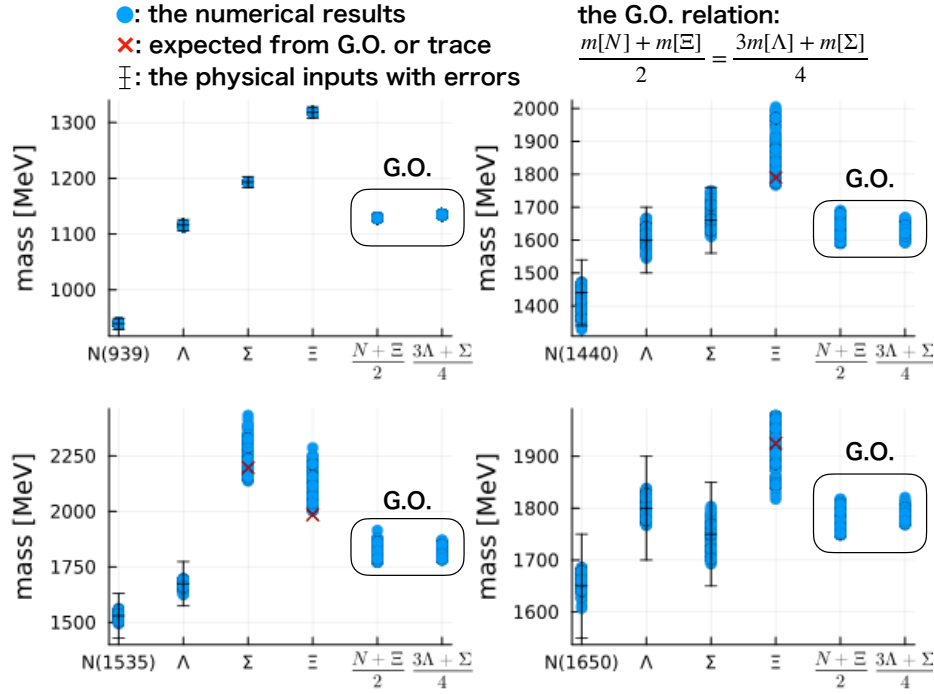 ●: the numerical results
×: expected from G.O. or trace
: the physical inputs with errors
the G.O. relation:
m[N] + m[Ξ] / 2 = 3m[Λ] + m[Σ] / 4
mass [MeV]
1300
1200
1100
1000
G.O.
N(939) Λ Σ Ξ N + Ξ / 2 3Λ + Σ / 4
mass [MeV]
2000
1900
1800
1700
1600
1500
1400
G.O.
N(1440) Λ Σ Ξ N + Ξ / 2 3Λ + Σ / 4
mass [MeV]
2250
2000
1750
1500
G.O.
N(1535) Λ Σ Ξ N + Ξ / 2 3Λ + Σ / 4
mass [MeV]
1900
1800
1700
1600
G.O.
N(1650) Λ Σ Ξ N + Ξ / 2 3Λ + Σ / 4